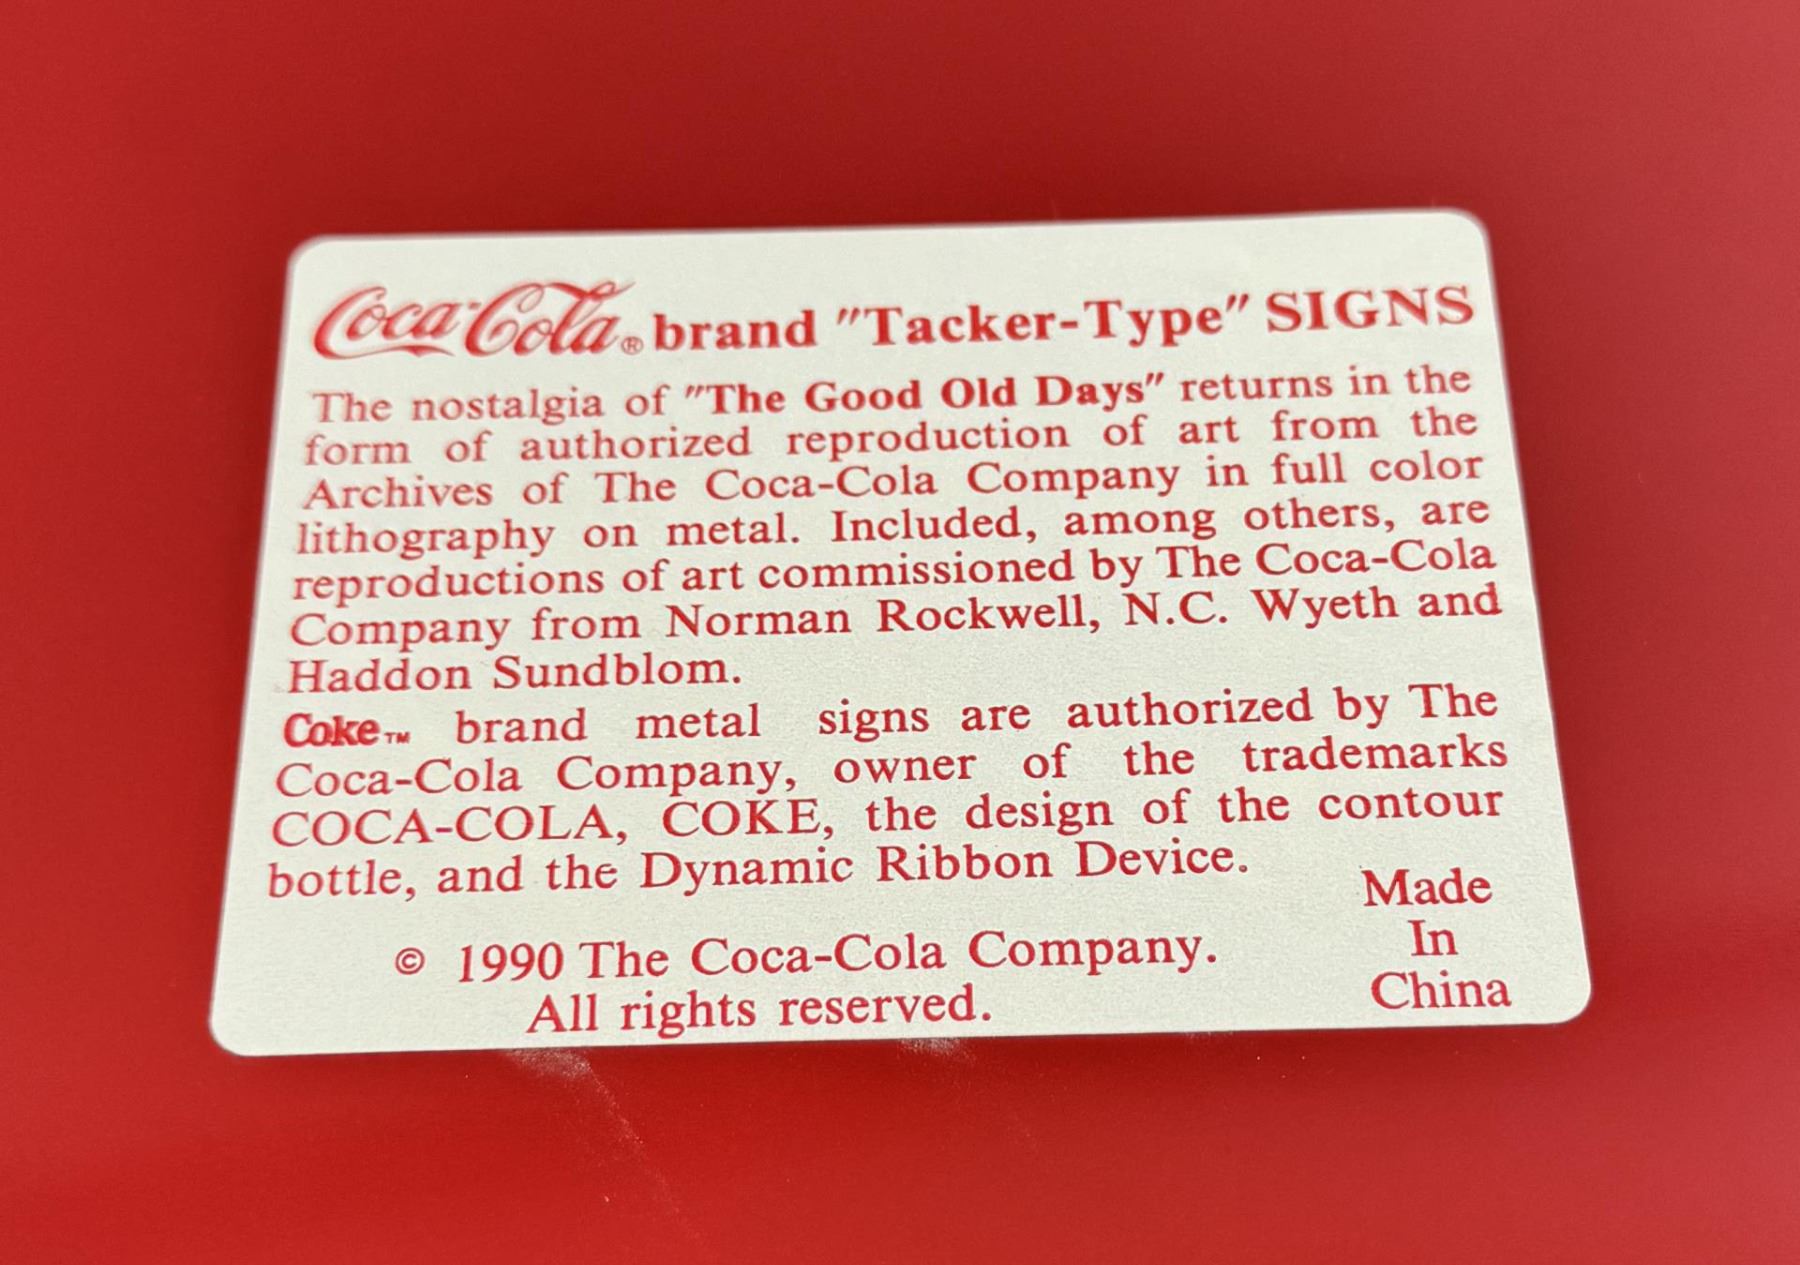 Coca-Cola® brand "Tacker-Type" SIGNS
The nostalgia of "The Good Old Days" returns in the
form of authorized reproduction of art from the
Archives of The Coca-Cola Company in full color
lithography on metal. Included, among others, are
reproductions of art commissioned by The Coca-Cola
Company from Norman Rockwell, N.C. Wyeth and
Haddon Sundblom.
Coke™ brand metal signs are authorized by The
Coca-Cola Company, owner of the trademarks
COCA-COLA, COKE, the design of the contour
bottle, and the Dynamic Ribbon Device.
© 1990 The Coca-Cola Company.
All rights reserved.
Made
In
China